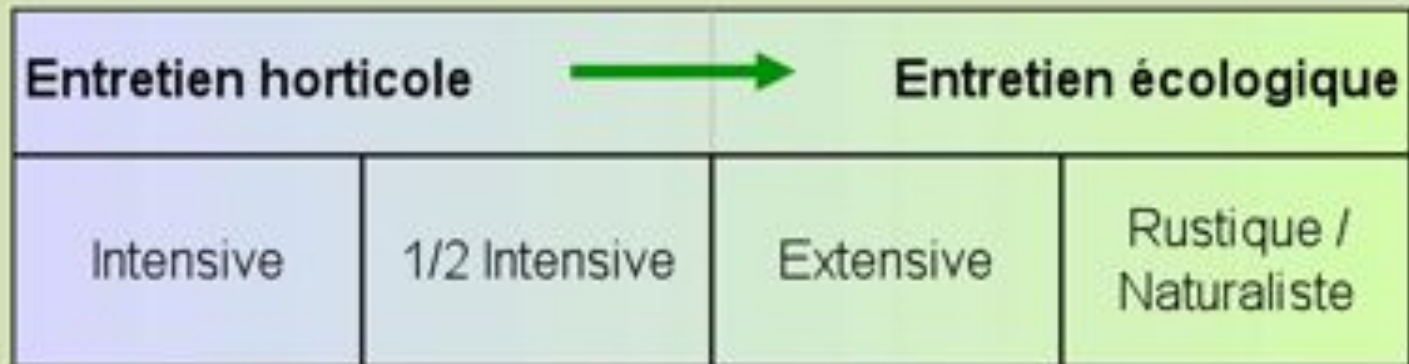 Entretien horticole Entretien écologique
Intensive 1/2 Intensive Extensive Rustique /
Naturaliste